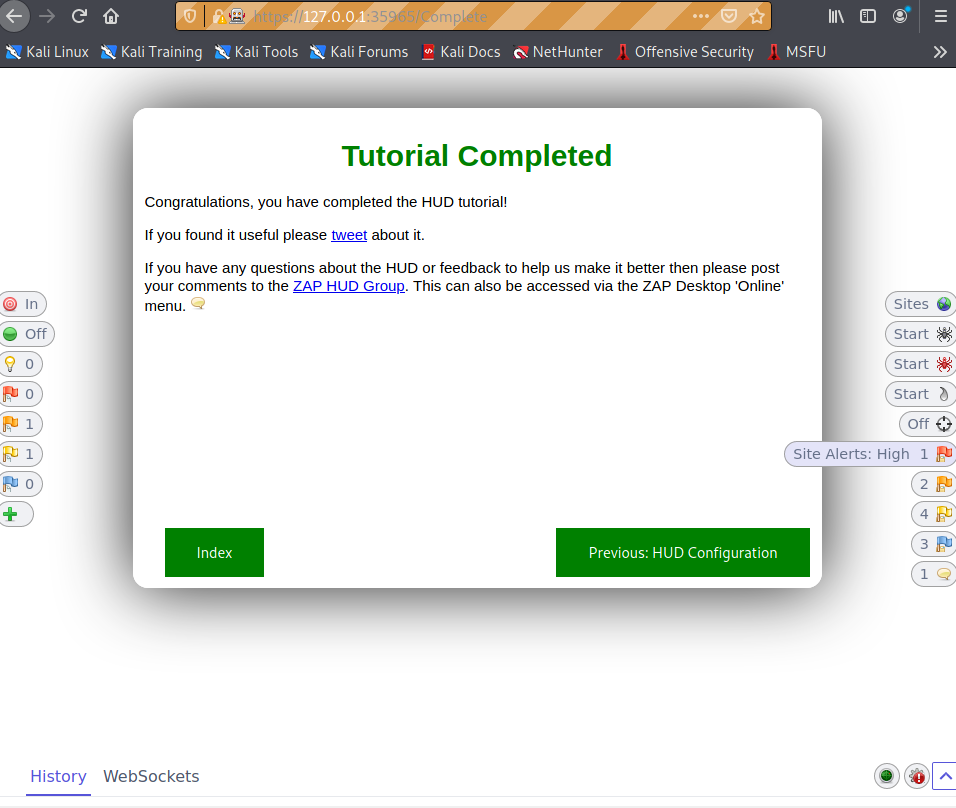 https://127.0.0.1:35965/Complete
Kali Linux Kali Training Kali Tools Kali Forums Kali Docs NetHunter Offensive Security MSFU
Tutorial Completed
Congratulations, you have completed the HUD tutorial!
If you found it useful please tweet about it.
If you have any questions about the HUD or feedback to help us make it better then please post
your comments to the ZAP HUD Group. This can also be accessed via the ZAP Desktop 'Online'
menu.
In
Off
0
0
1
1
0
Sites
Start
Start
Start
Off
Site Alerts: High 1
2
4
3
1
Index
Previous: HUD Configuration
History WebSockets